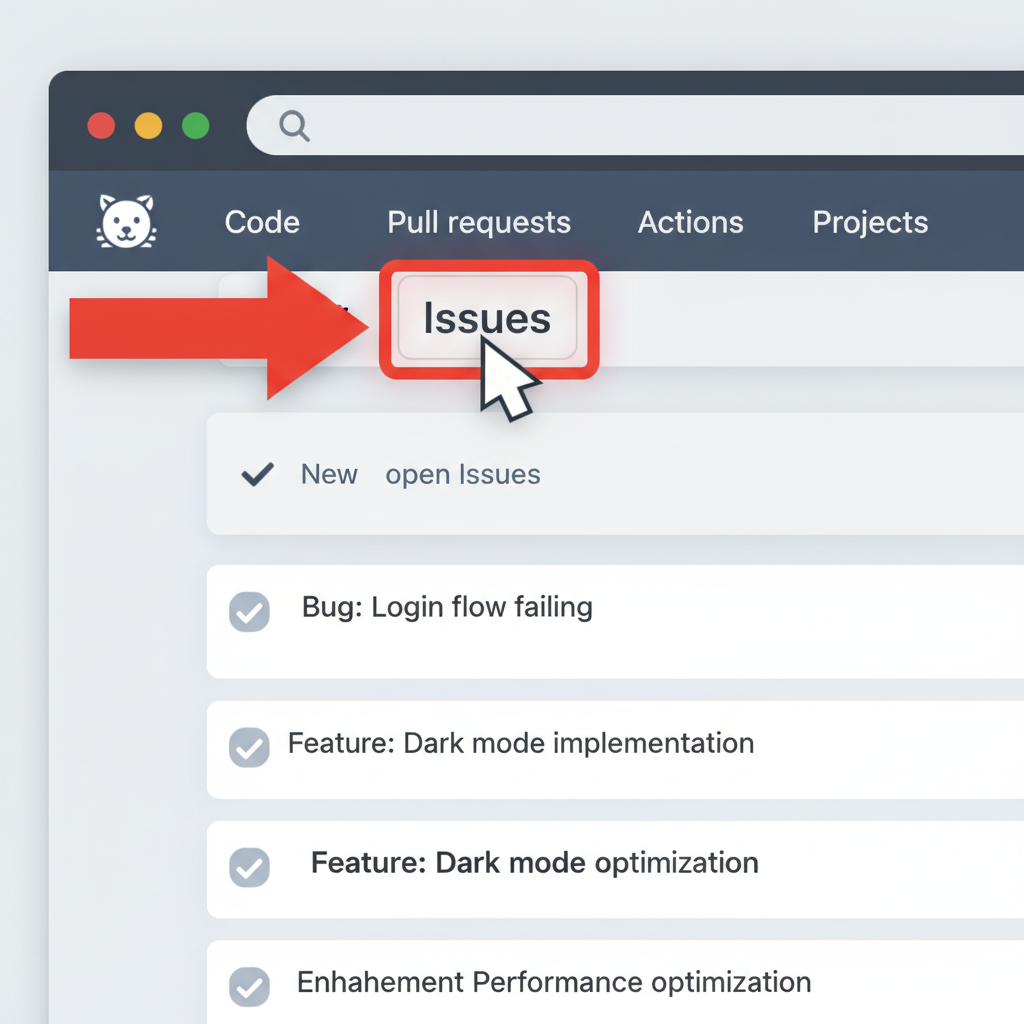 Code Pull requests Actions Projects
Issues
New open Issues
Bug: Login flow failing
Feature: Dark mode implementation
Feature: Dark mode optimization
Enhahement Performance optimization